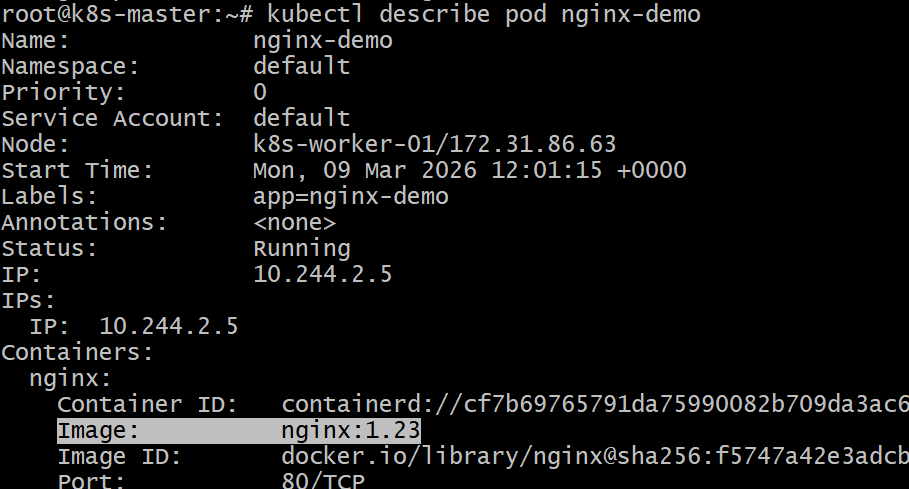 root@k8s-master:~# kubectl describe pod nginx-demo
Name:             nginx-demo
Namespace:        default
Priority:         0
Service Account:  default
Node:             k8s-worker-01/172.31.86.63
Start Time:       Mon, 09 Mar 2026 12:01:15 +0000
Labels:           app=nginx-demo
Annotations:      <none>
Status:           Running
IP:               10.244.2.5
IPs:
  IP:  10.244.2.5
Containers:
  nginx:
    Container ID:   containerd://cf7b69765791da75990082b709da3ac6
    Image:          nginx:1.23
    Image ID:       docker.io/library/nginx@sha256:f5747a42e3adcb
    Port:           80/TCP